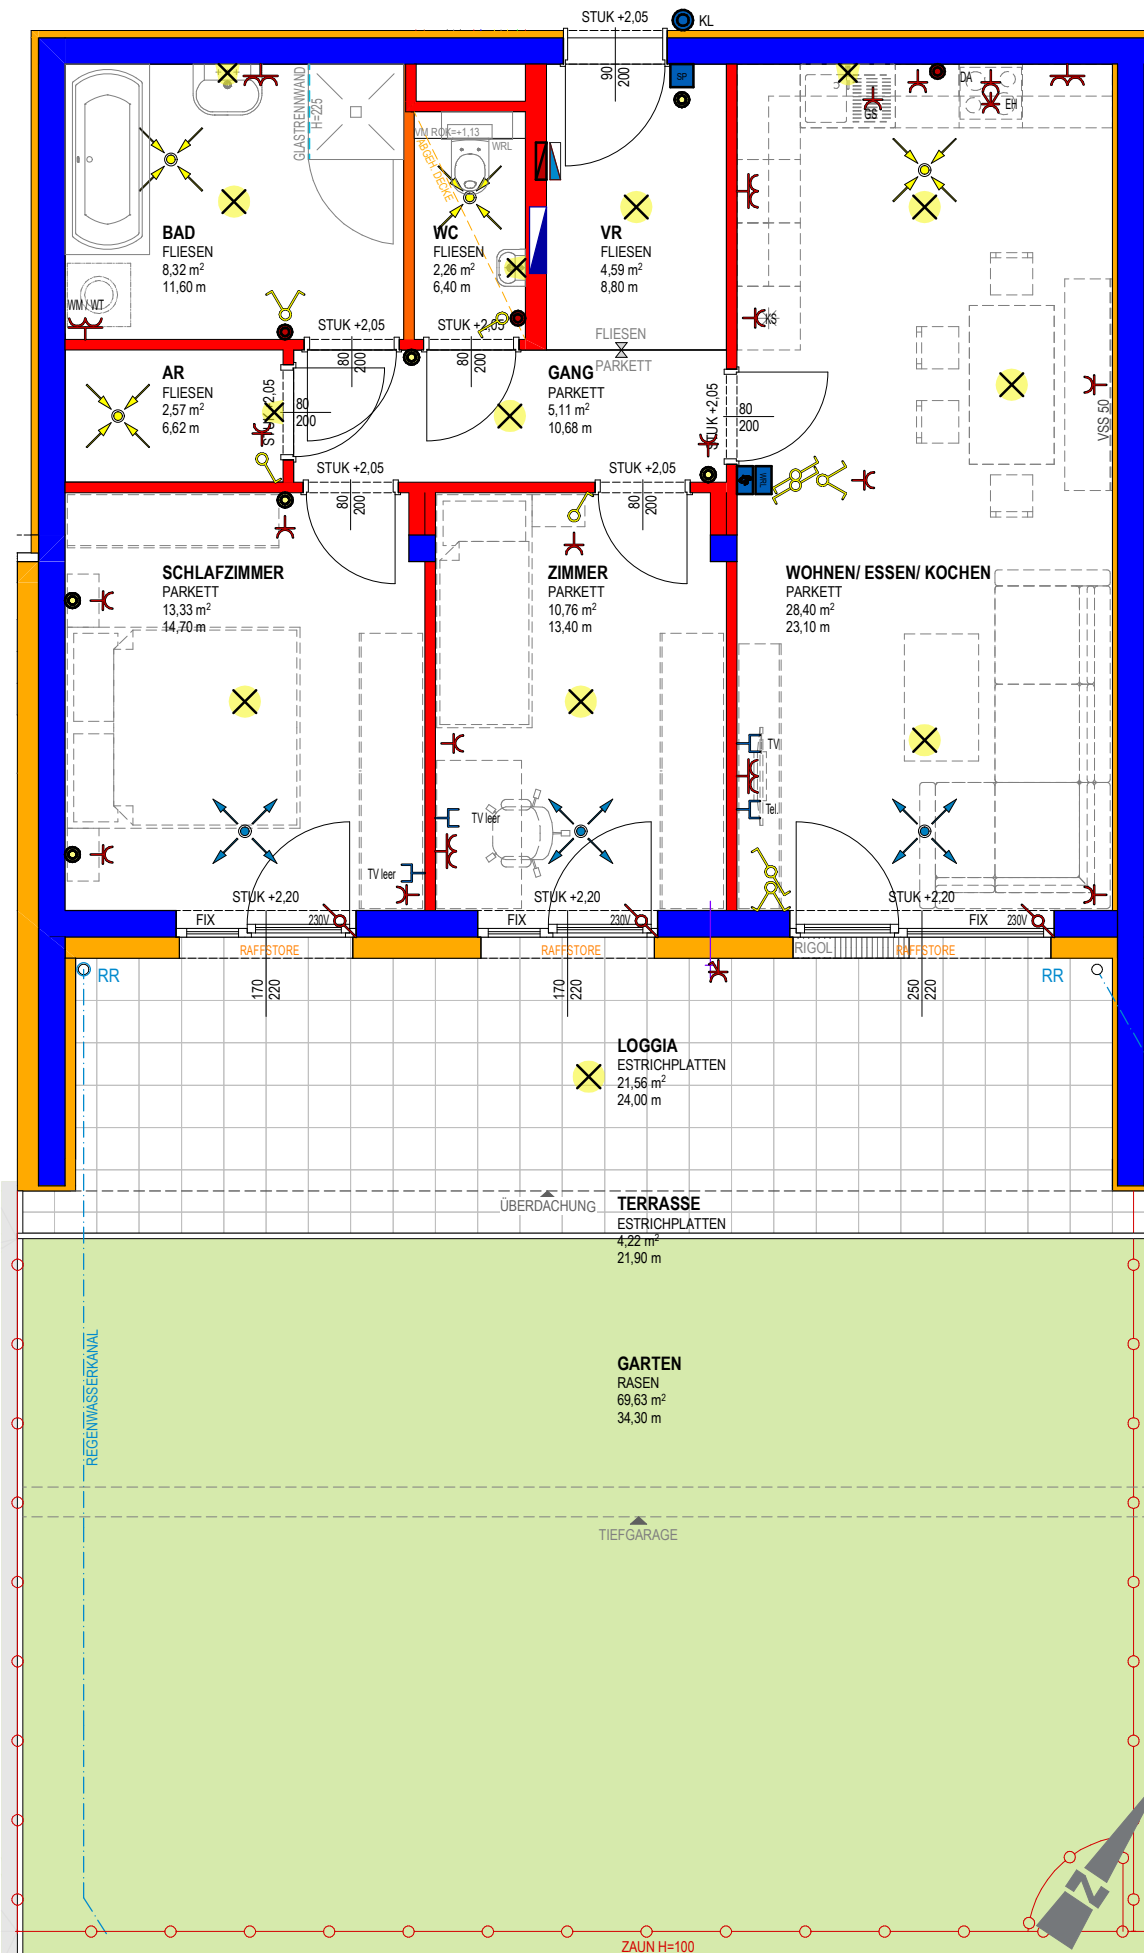 STUK +2,05
KL
90
200
SP
DA
EH
GS
GLASTRENNWAND
H=225
VM ROK=+1,13
WRL
ABGEH. DECKE
BAD
FLIESEN
8,32 m²
11,60 m
WC
FLIESEN
2,26 m²
6,40 m
VR
FLIESEN
4,59 m²
8,80 m
WM / WT
KS
STUK +2,05
80
200
STUK +2,05
80
200
FLIESEN
PARKETT
AR
FLIESEN
2,57 m²
6,62 m
STUK +2,05
80
200
GANG
PARKETT
5,11 m²
10,68 m
STUK +2,05
80
200
VSS 50
STUK +2,05
80
200
STUK +2,05
80
200
WRL
SCHLAFZIMMER
PARKETT
13,33 m²
14,70 m
ZIMMER
PARKETT
10,76 m²
13,40 m
WOHNEN/ ESSEN/ KOCHEN
PARKETT
28,40 m²
23,10 m
TV
Tel.
TV leer
TV leer
STUK +2,20
STUK +2,20
STUK +2,20
FIX
230V
FIX
230V
FIX
230V
RAFFSTORE
RAFFSTORE
RIGOL
RAFFSTORE
RR
RR
170
220
170
220
250
220
LOGGIA
ESTRICHPLATTEN
21,56 m²
24,00 m
ÜBERDACHUNG
TERRASSE
ESTRICHPLATTEN
4,22 m²
21,90 m
REGENWASSERKANAL
GARTEN
RASEN
69,63 m²
34,30 m
TIEFGARAGE
N
ZAUN H=100